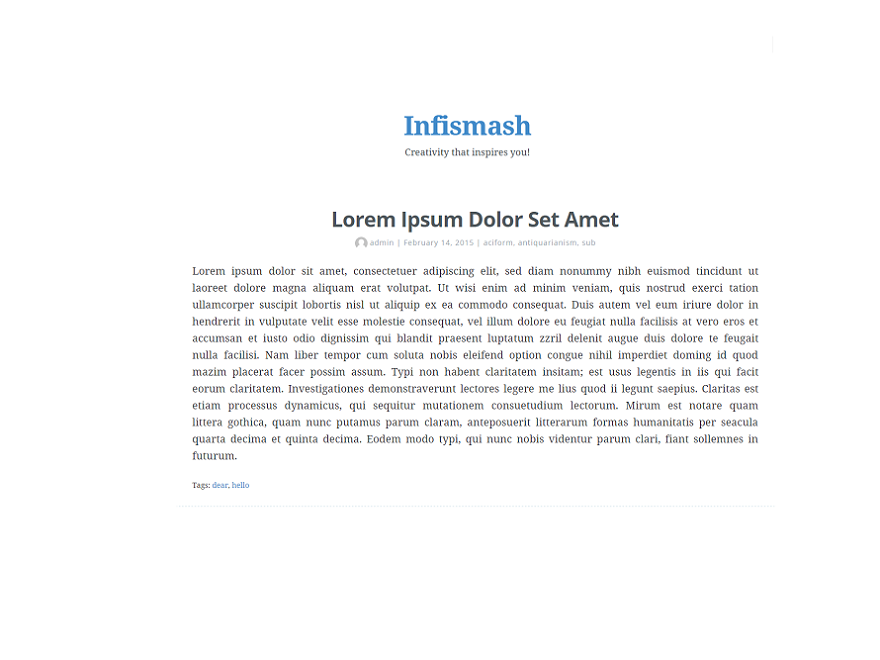 Infismash
Creativity that inspires you!
Lorem Ipsum Dolor Set Amet
admin | February 14, 2015 | aciform, antiquarianism, sub
Lorem ipsum dolor sit amet, consectetuer adipiscing elit, sed diam nonummy nibh euismod tincidunt ut
laoreet dolore magna aliquam erat volutpat. Ut wisi enim ad minim veniam, quis nostrud exerci tation
ullamcorper suscipit lobortis nisl ut aliquip ex ea commodo consequat. Duis autem vel eum iriure dolor in
hendrerit in vulputate velit esse molestie consequat, vel illum dolore eu feugiat nulla facilisis at vero eros et
accumsan et iusto odio dignissim qui blandit praesent luptatum zzril delenit augue duis dolore te feugait
nulla facilisi. Nam liber tempor cum soluta nobis eleifend option congue nihil imperdiet doming id quod
mazim placerat facer possim assum. Typi non habent claritatem insitam; est usus legentis in iis qui facit
eorum claritatem. Investigationes demonstraverunt lectores legere me lius quod ii legunt saepius. Claritas est
etiam processus dynamicus, qui sequitur mutationem consuetudium lectorum. Mirum est notare quam
littera gothica, quam nunc putamus parum claram, anteposuerit litterarum formas humanitatis per seacula
quarta decima et quinta decima. Eodem modo typi, qui nunc nobis videntur parum clari, fiant sollemnes in
futurum.
Tags: dear, hello